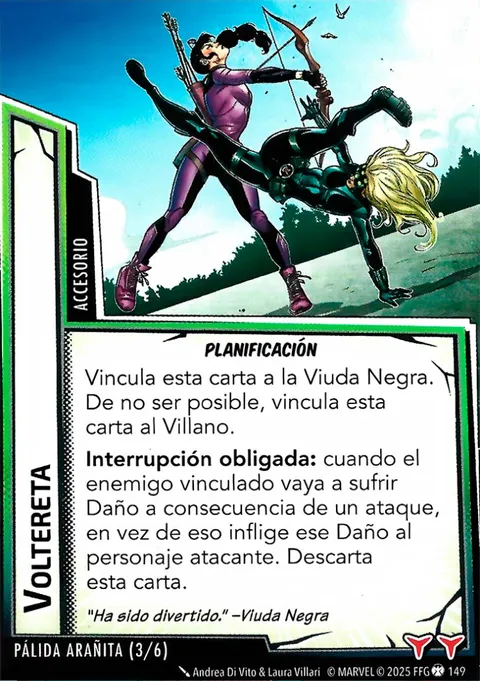 ACCESORIO
VOLTERETA
PLANIFICACIÓN
Vincula esta carta a la Viuda Negra.
De no ser posible, vincula esta
carta al Villano.
Interrupción obligada: cuando el
enemigo vinculado vaya a sufrir
Daño a consecuencia de un ataque,
en vez de eso inflige ese Daño al
personaje atacante. Descarta
esta carta.
"Ha sido divertido." –Viuda Negra
PÁLIDA ARAÑITA (3/6)
Andrea Di Vito & Laura Villari © MARVEL © 2025 FFG 149